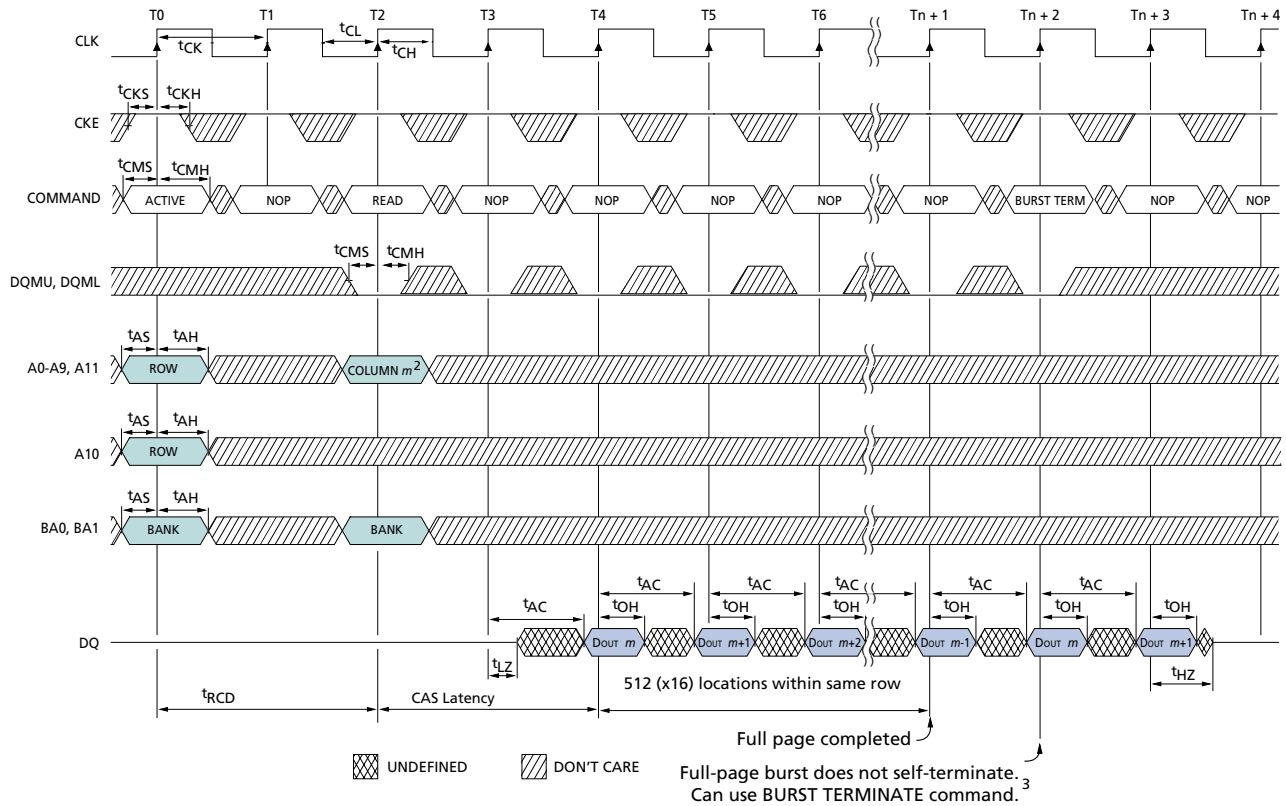 T0 T1 T2 T3 T4 T5 T6 Tn + 1 Tn + 2 Tn + 3 Tn + 4
CLK
tCK tCL tCH
tCKS tCKH
CKE
tCMS tCMH
COMMAND ACTIVE NOP READ NOP NOP NOP NOP NOP BURST TERM NOP NOP
tCMS tCMH
DQMU, DQML
tAS tAH
A0-A9, A11 ROW COLUMN m2
tAS tAH
A10 ROW
tAS tAH
BA0, BA1 BANK BANK
tAC tAC tAC tAC tAC tAC
tOH tOH tOH tOH tOH tOH
DQ DOUT m DOUT m+1 DOUT m+2 DOUT m-1 DOUT m DOUT m+1
tLZ tHZ
512 (x16) locations within same row
tRCD CAS Latency
Full page completed
UNDEFINED DON'T CARE
Full-page burst does not self-terminate.
Can use BURST TERMINATE command.3